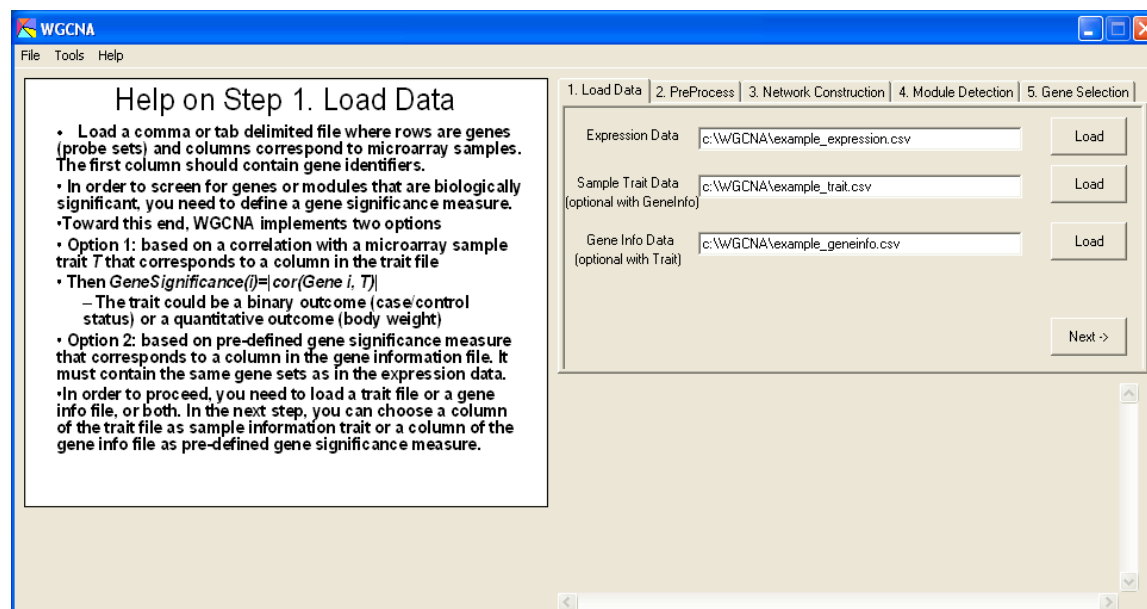 WGCNA
File Tools Help
Help on Step 1. Load Data
• Load a comma or tab delimited file where rows are genes
(probe sets) and columns correspond to microarray samples.
The first column should contain gene identifiers.
• In order to screen for genes or modules that are biologically
significant, you need to define a gene significance measure.
•Toward this end, WGCNA implements two options
• Option 1: based on a correlation with a microarray sample
trait T that corresponds to a column in the trait file
• Then GeneSignificance(i)=|cor(Gene i, T)|
– The trait could be a binary outcome (case/control
status) or a quantitative outcome (body weight)
• Option 2: based on pre-defined gene significance measure
that corresponds to a column in the gene information file. It
must contain the same gene sets as in the expression data.
•In order to proceed, you need to load a trait file or a gene
info file, or both. In the next step, you can choose a column
of the trait file as sample information trait or a column of the
gene info file as pre-defined gene significance measure.
1. Load Data 2. PreProcess 3. Network Construction 4. Module Detection 5. Gene Selection
Expression Data c:\WGCNA\example_expression.csv Load
Sample Trait Data c:\WGCNA\example_trait.csv Load
(optional with GeneInfo)
Gene Info Data c:\WGCNA\example_geneinfo.csv Load
(optional with Trait)
Next ->